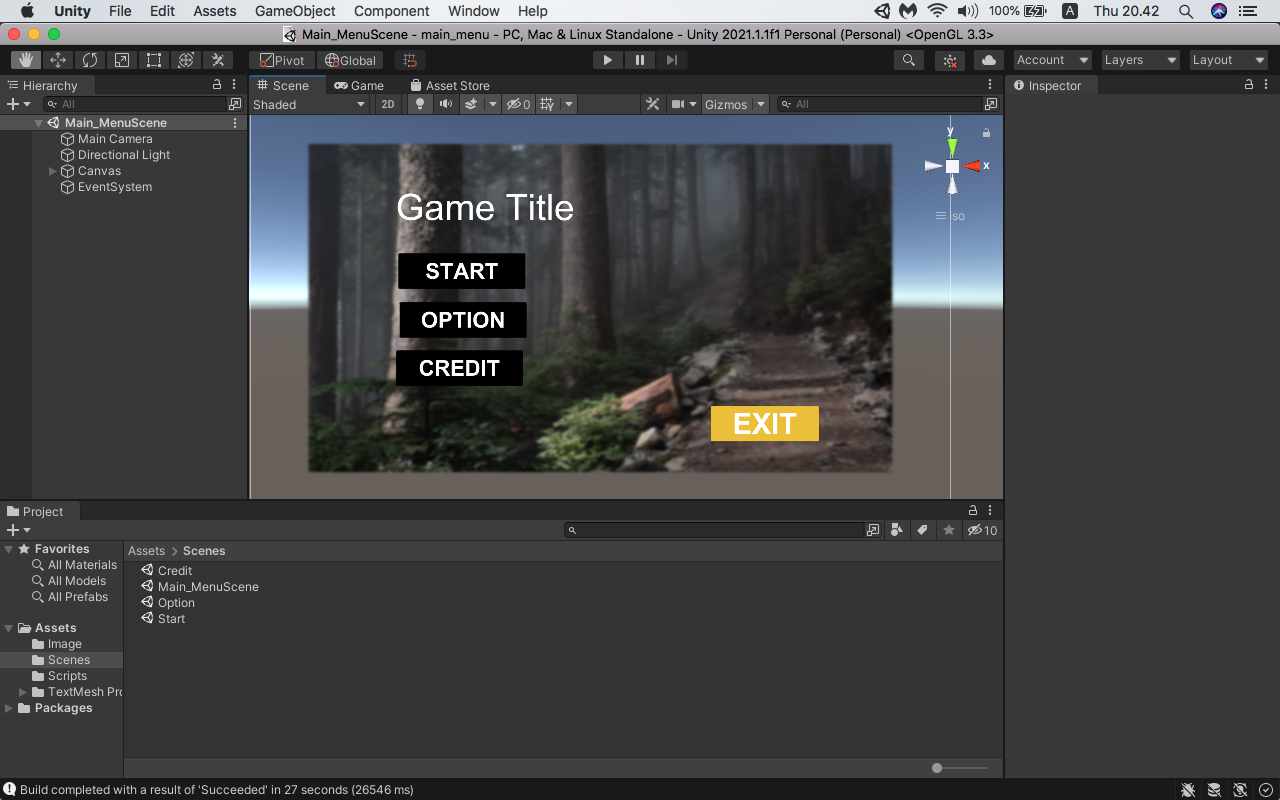 Unity File Edit Assets GameObject Component Window Help 100% A Thu 20.42
Main_MenuScene - main_menu - PC, Mac & Linux Standalone - Unity 2021.1.1f1 Personal (Personal) <OpenGL 3.3>
Pivot Global Account Layers Layout
Hierarchy Scene Game Asset Store Inspector
All Shaded 2D 0 Gizmos All
Main_MenuScene
Main Camera
Directional Light
Canvas
EventSystem
y
x
Iso
Game Title
START
OPTION
CREDIT
EXIT
Project
10
Favorites
All Materials
All Models
All Prefabs
Assets
Image
Scenes
Scripts
TextMesh Pro
Packages
Assets > Scenes
Credit
Main_MenuScene
Option
Start
Build completed with a result of 'Succeeded' in 27 seconds (26546 ms)